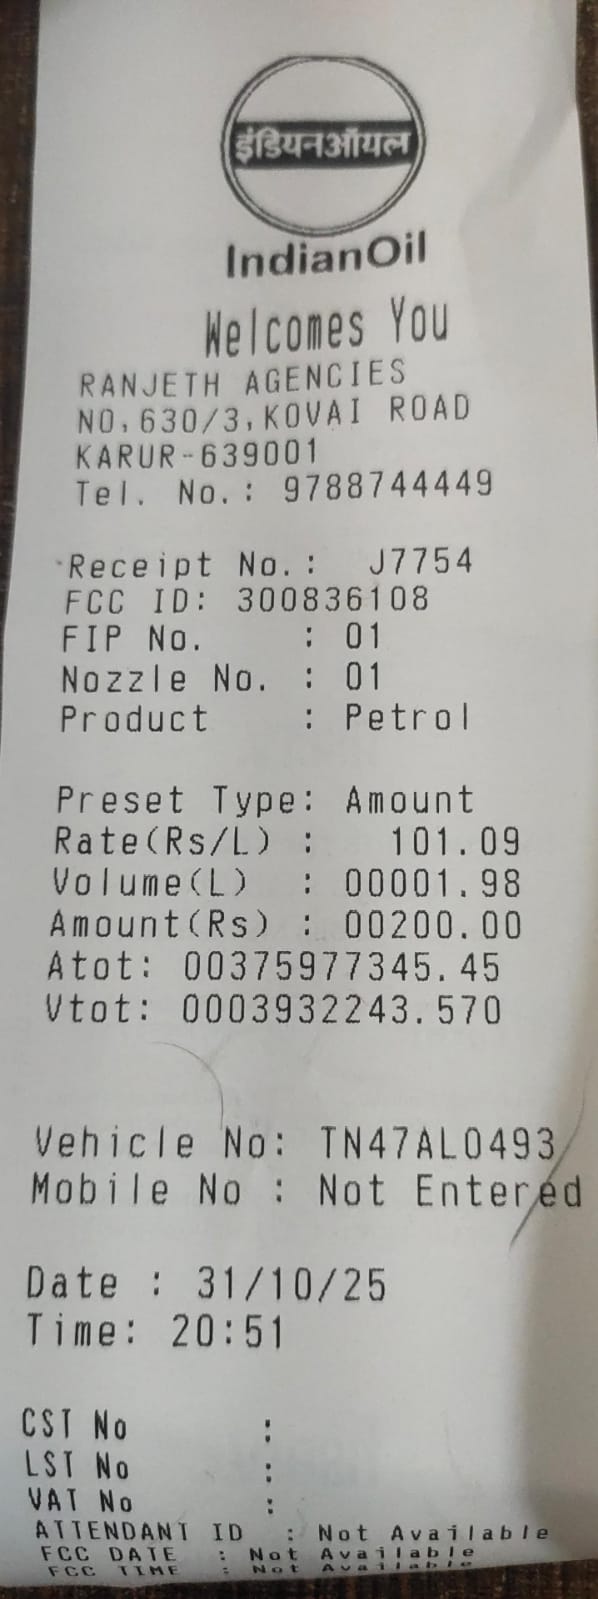 इंडियनऑयल
IndianOil
Welcomes You
RANJETH AGENCIES
NO,630/3,KOVAI ROAD
KARUR-639001
Tel. No.: 9788744449
Receipt No.: J7754
FCC ID: 300836108
FIP No. : 01
Nozzle No. : 01
Product : Petrol
Preset Type: Amount
Rate(Rs/L) : 101.09
Volume(L) : 00001.98
Amount(Rs) : 00200.00
Atot: 00375977345.45
Vtot: 0003932243.570
Vehicle No: TN47AL0493
Mobile No : Not Entered
Date : 31/10/25
Time: 20:51
CST No :
LST No :
VAT No :
ATTENDANT ID : Not Available
FCC DATE : Not Available
FCC TIME : Not Available